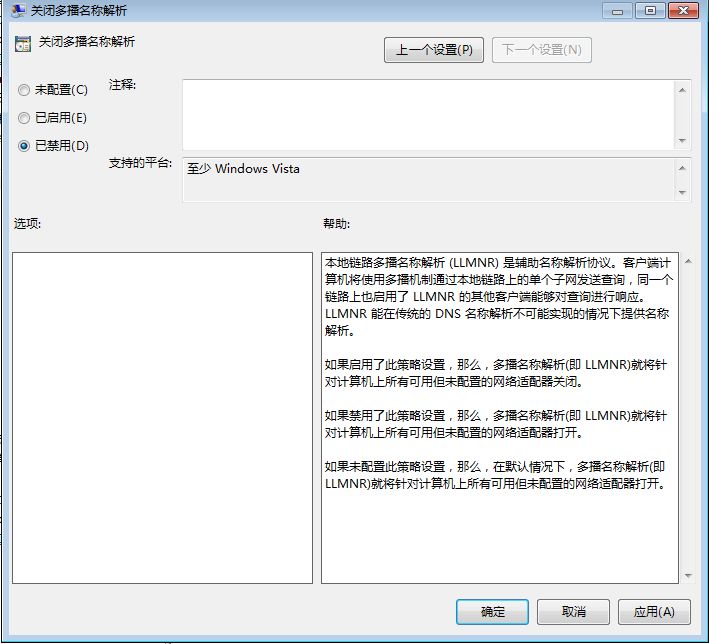 关闭多播名称解析
关闭多播名称解析
上一个设置(P)
下一个设置(N)
未配置(C)
已启用(E)
已禁用(D)
注释:
支持的平台:
至少 Windows Vista
选项:
帮助:
本地链路多播名称解析 (LLMNR) 是辅助名称解析协议。客户端计
算机将使用多播机制通过本地链路上的单个子网发送查询，同一个
链路上也启用了 LLMNR 的其他客户端能够对查询进行响应。
LLMNR 能在传统的 DNS 名称解析不可能实现的情况下提供名称
解析。
如果启用了此策略设置，那么，多播名称解析(即 LLMNR)就将针
对计算机上所有可用但未配置的网络适配器关闭。
如果禁用了此策略设置，那么，多播名称解析(即 LLMNR)就将针
对计算机上所有可用但未配置的网络适配器打开。
如果未配置此策略设置，那么，在默认情况下，多播名称解析(即
LLMNR)就将针对计算机上所有可用但未配置的网络适配器打开。
确定
取消
应用(A)